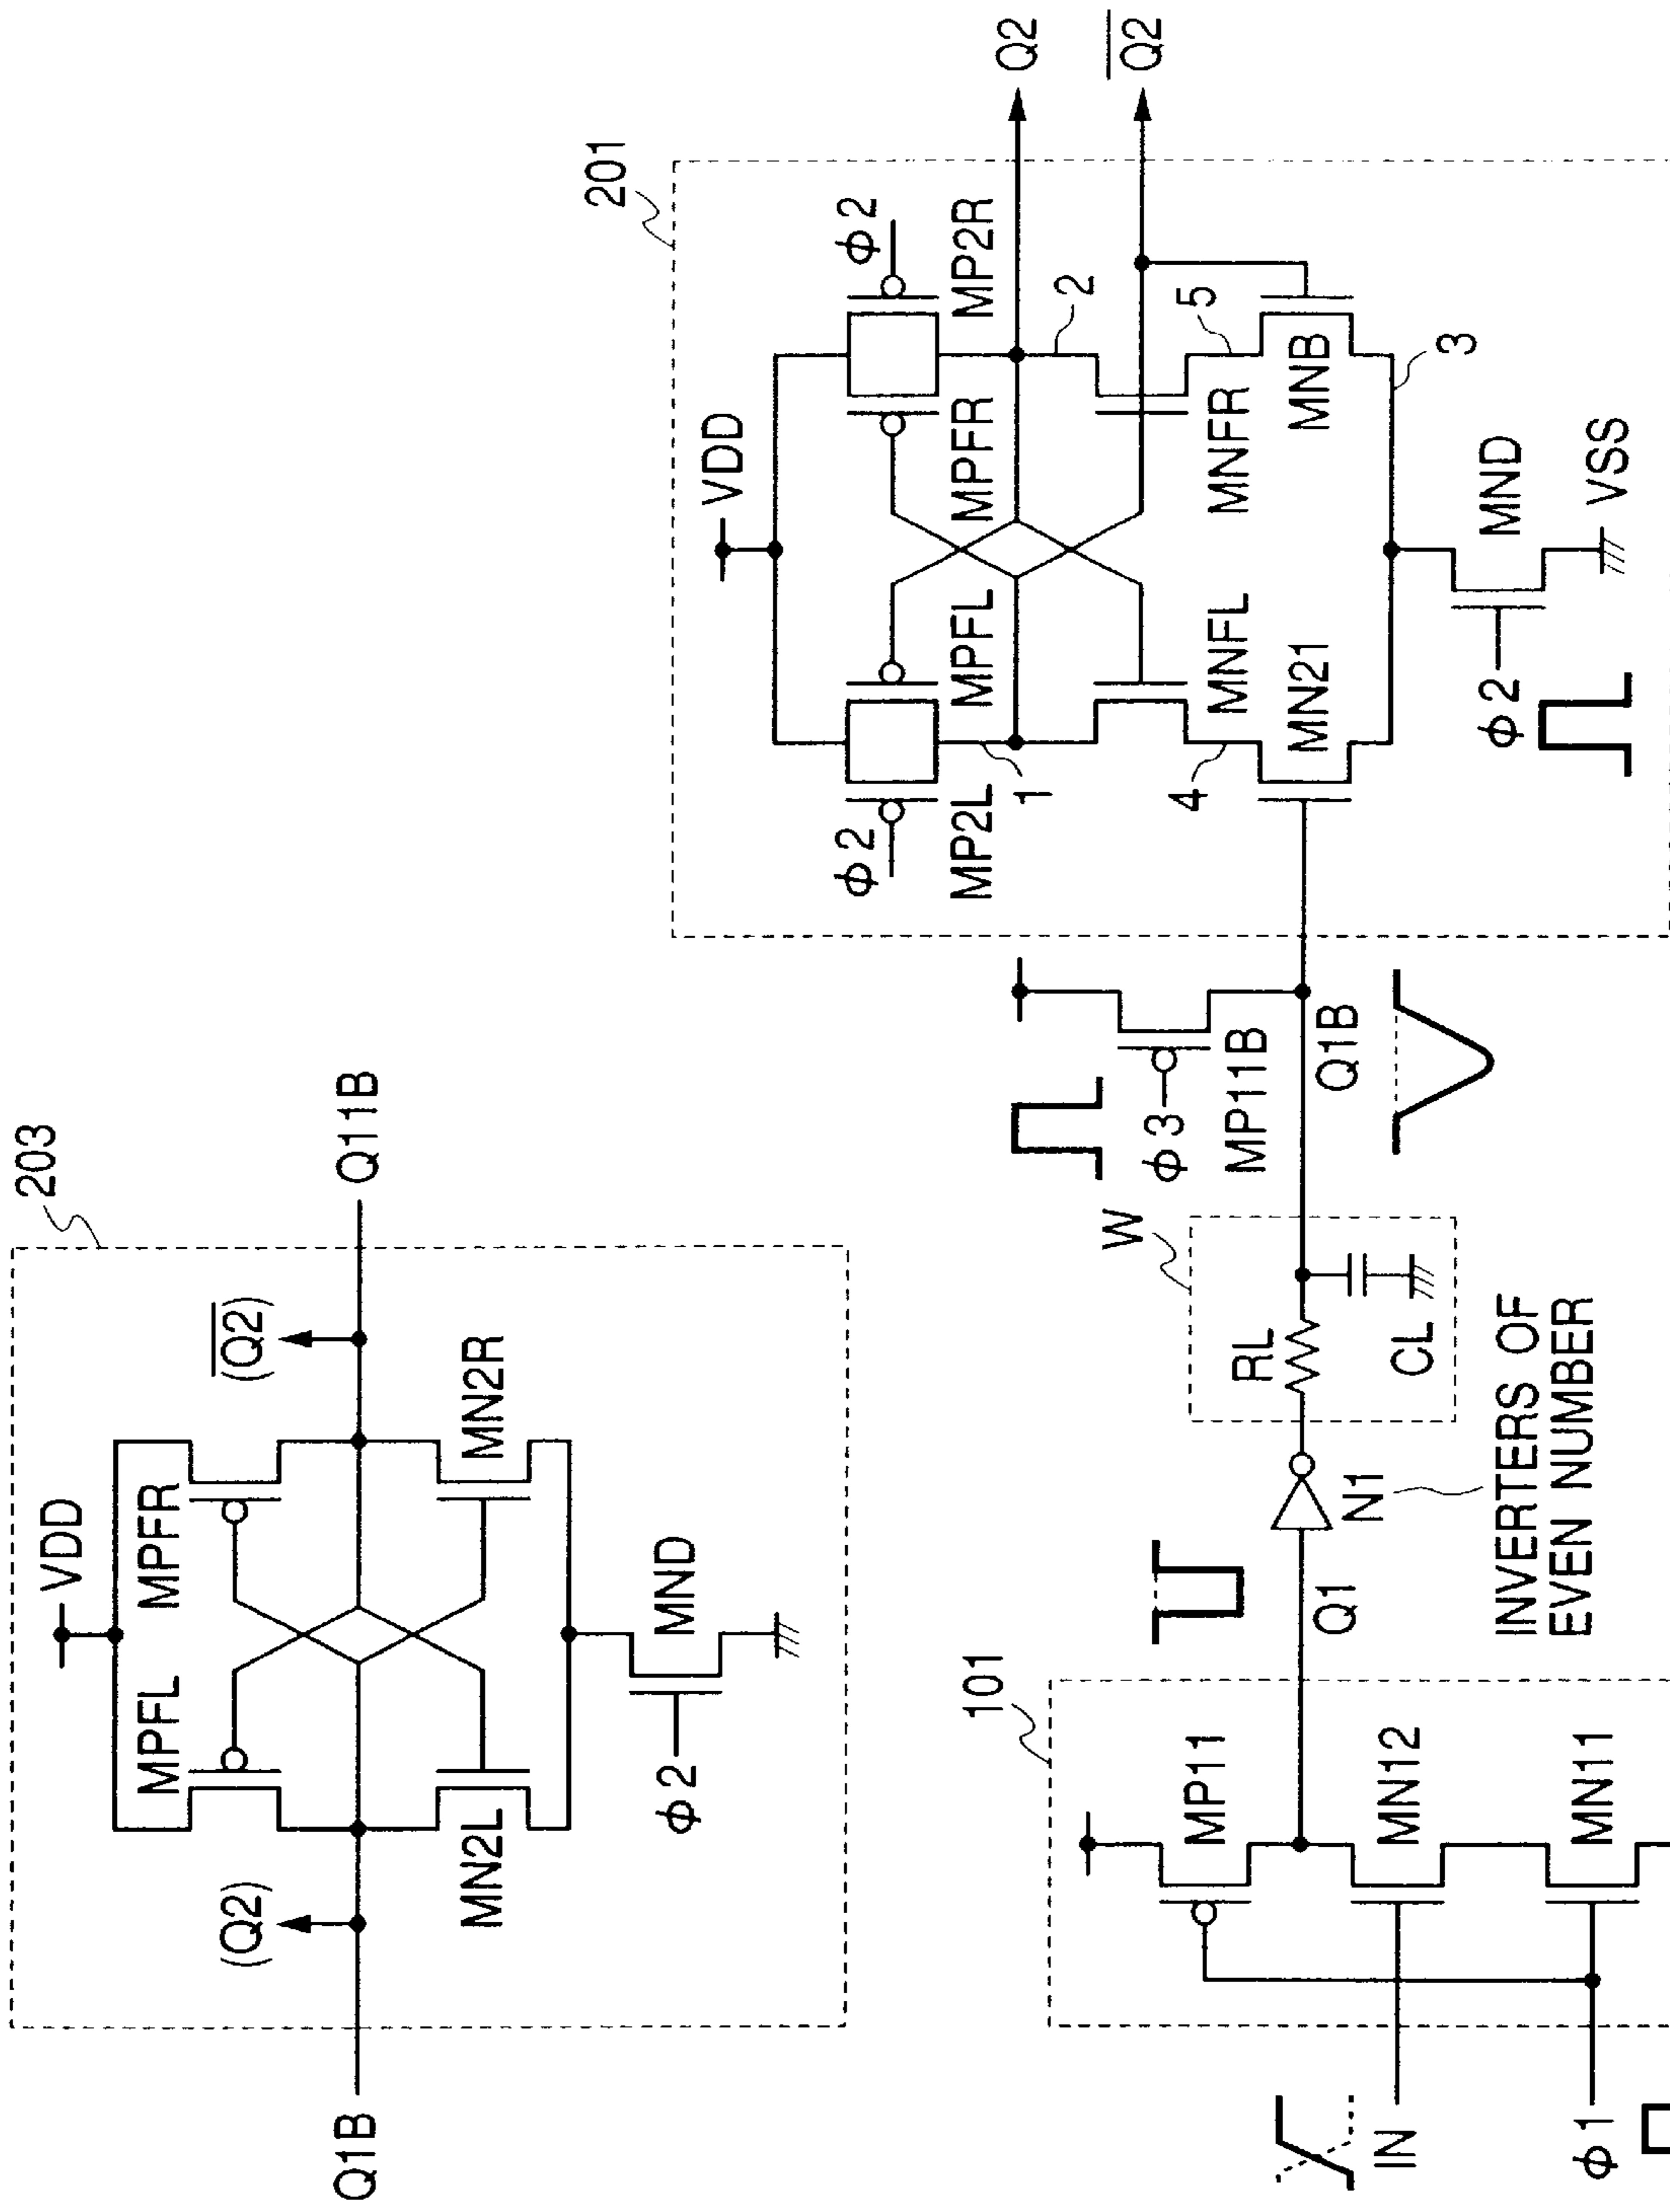 203
VDD
MPFL
MPFR
(Q2)
(Q2)
Q1B
Q11B
MN2L
MN2R
MND
ϕ2
201
VDD
ϕ2
ϕ2
MP2L
MPFL
MPFR
MP2R
Q2
Q2
1
2
4
MNFL
MNFR
5
MN21
MNB
3
ϕ2
MND
VSS
101
MP11
MN12
MN11
IN
ϕ1
Q1
N1
INVERTERS OF
EVEN NUMBER
W
RL
CL
ϕ3
MP11B
Q1B